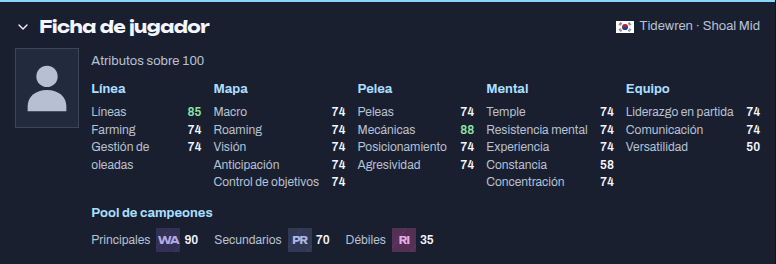 Ficha de jugador
Tidewren · Shoal Mid
Atributos sobre 100
Línea
Líneas 85
Farming 74
Gestión de oleadas 74
Mapa
Macro 74
Roaming 74
Visión 74
Anticipación 74
Control de objetivos 74
Pelea
Peleas 74
Mecánicas 88
Posicionamiento 74
Agresividad 74
Mental
Temple 74
Resistencia mental 74
Experiencia 74
Constancia 58
Concentración 74
Equipo
Liderazgo en partida 74
Comunicación 74
Versatilidad 50
Pool de campeones
Principales WA 90 Secundarios PR 70 Débiles RI 35